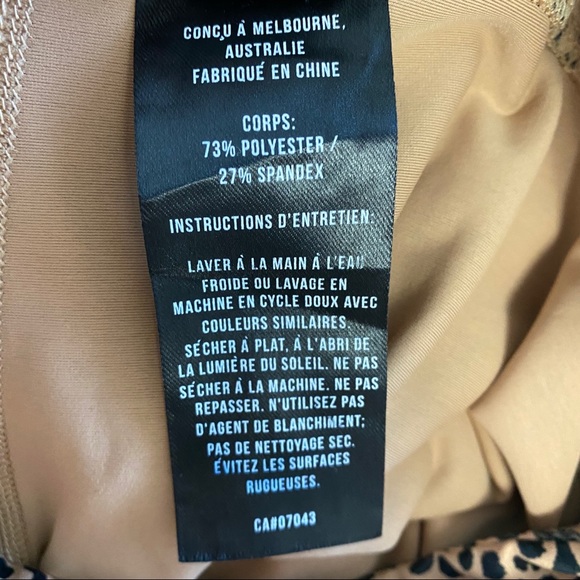 CONÇU À MELBOURNE,
AUSTRALIE
FABRIQUÉ EN CHINE
CORPS:
73% POLYESTER /
27% SPANDEX
INSTRUCTIONS D'ENTRETIEN:
LAVER À LA MAIN À L'EAU
FROIDE OU LAVAGE EN
MACHINE EN CYCLE DOUX AVEC
COULEURS SIMILAIRES.
SÉCHER À PLAT, À L'ABRI DE
LA LUMIÈRE DU SOLEIL. NE PAS
SÉCHER À LA MACHINE. NE PAS
REPASSER. N'UTILISEZ PAS
D'AGENT DE BLANCHIMENT;
PAS DE NETTOYAGE SEC.
ÉVITEZ LES SURFACES
RUGUEUSES.
CA#07043